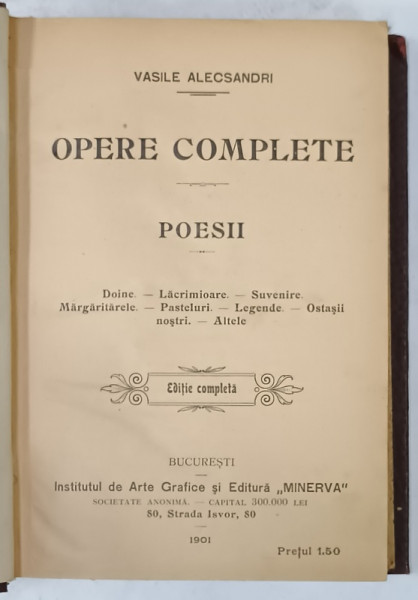 VASILE ALECSANDRI
OPERE COMPLETE
POESII
Doine. — Lăcrimioare. — Suvenire.
Mărgăritărele. — Pasteluri. — Legende. — Ostașii
noștri. — Altele
Ediție completă
BUCUREȘTI
Institutul de Arte Grafice și Editură „MINERVA"
SOCIETATE ANONIMĂ. — CAPITAL 300.000 LEI
80, Strada Isvor, 80
1901
Prețul 1.50